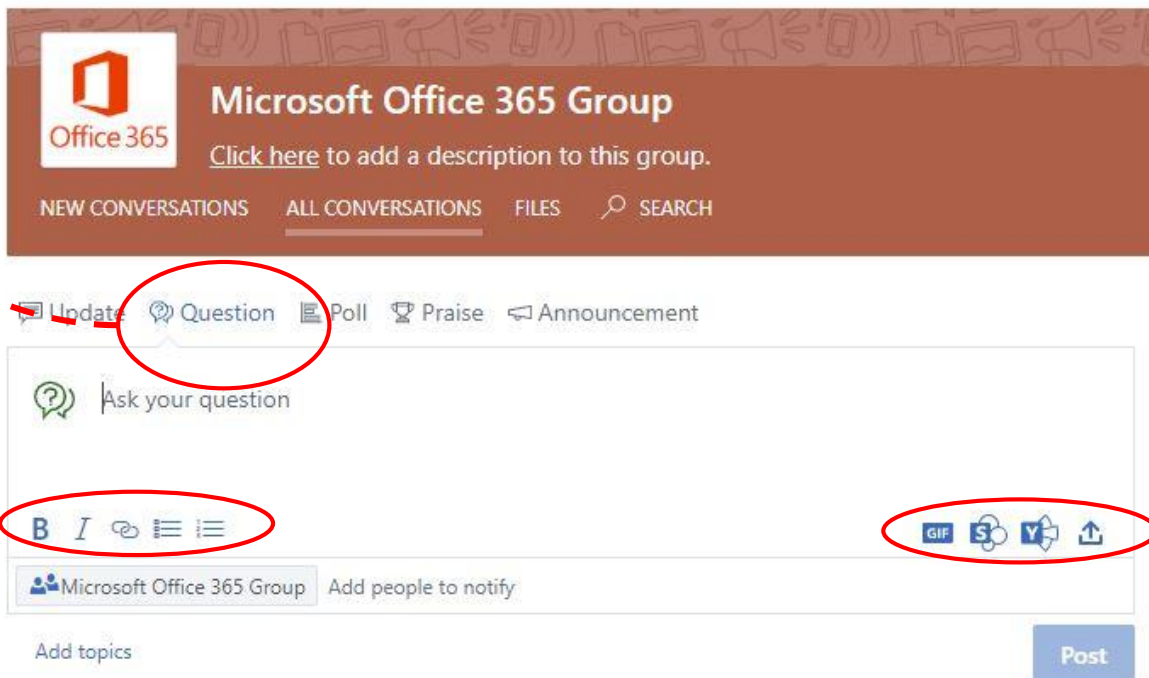 Microsoft Office 365 Group
Office 365
Click here to add a description to this group.
NEW CONVERSATIONS ALL CONVERSATIONS FILES SEARCH
Update Question Poll Praise Announcement
Ask your question
B I GIF S Y
Microsoft Office 365 Group Add people to notify
Add topics Post